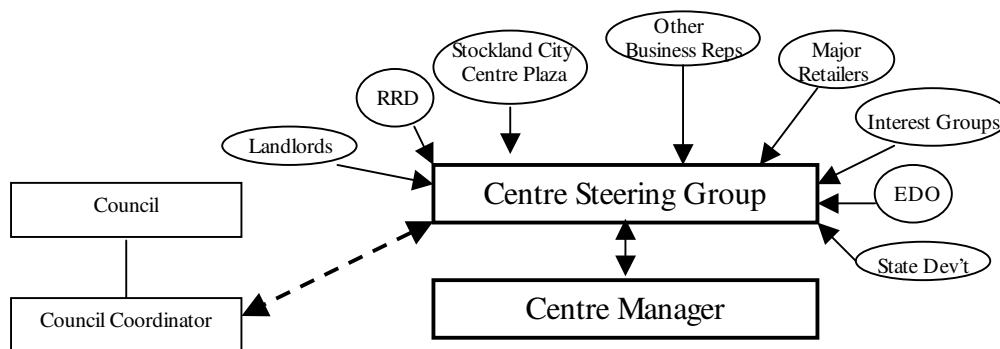 Other
Business Reps
Stockland City
Centre Plaza
Major
Retailers
RRD
Interest Groups
Landlords
Centre Steering Group
EDO
Council
State Dev't
Council Coordinator
Centre Manager